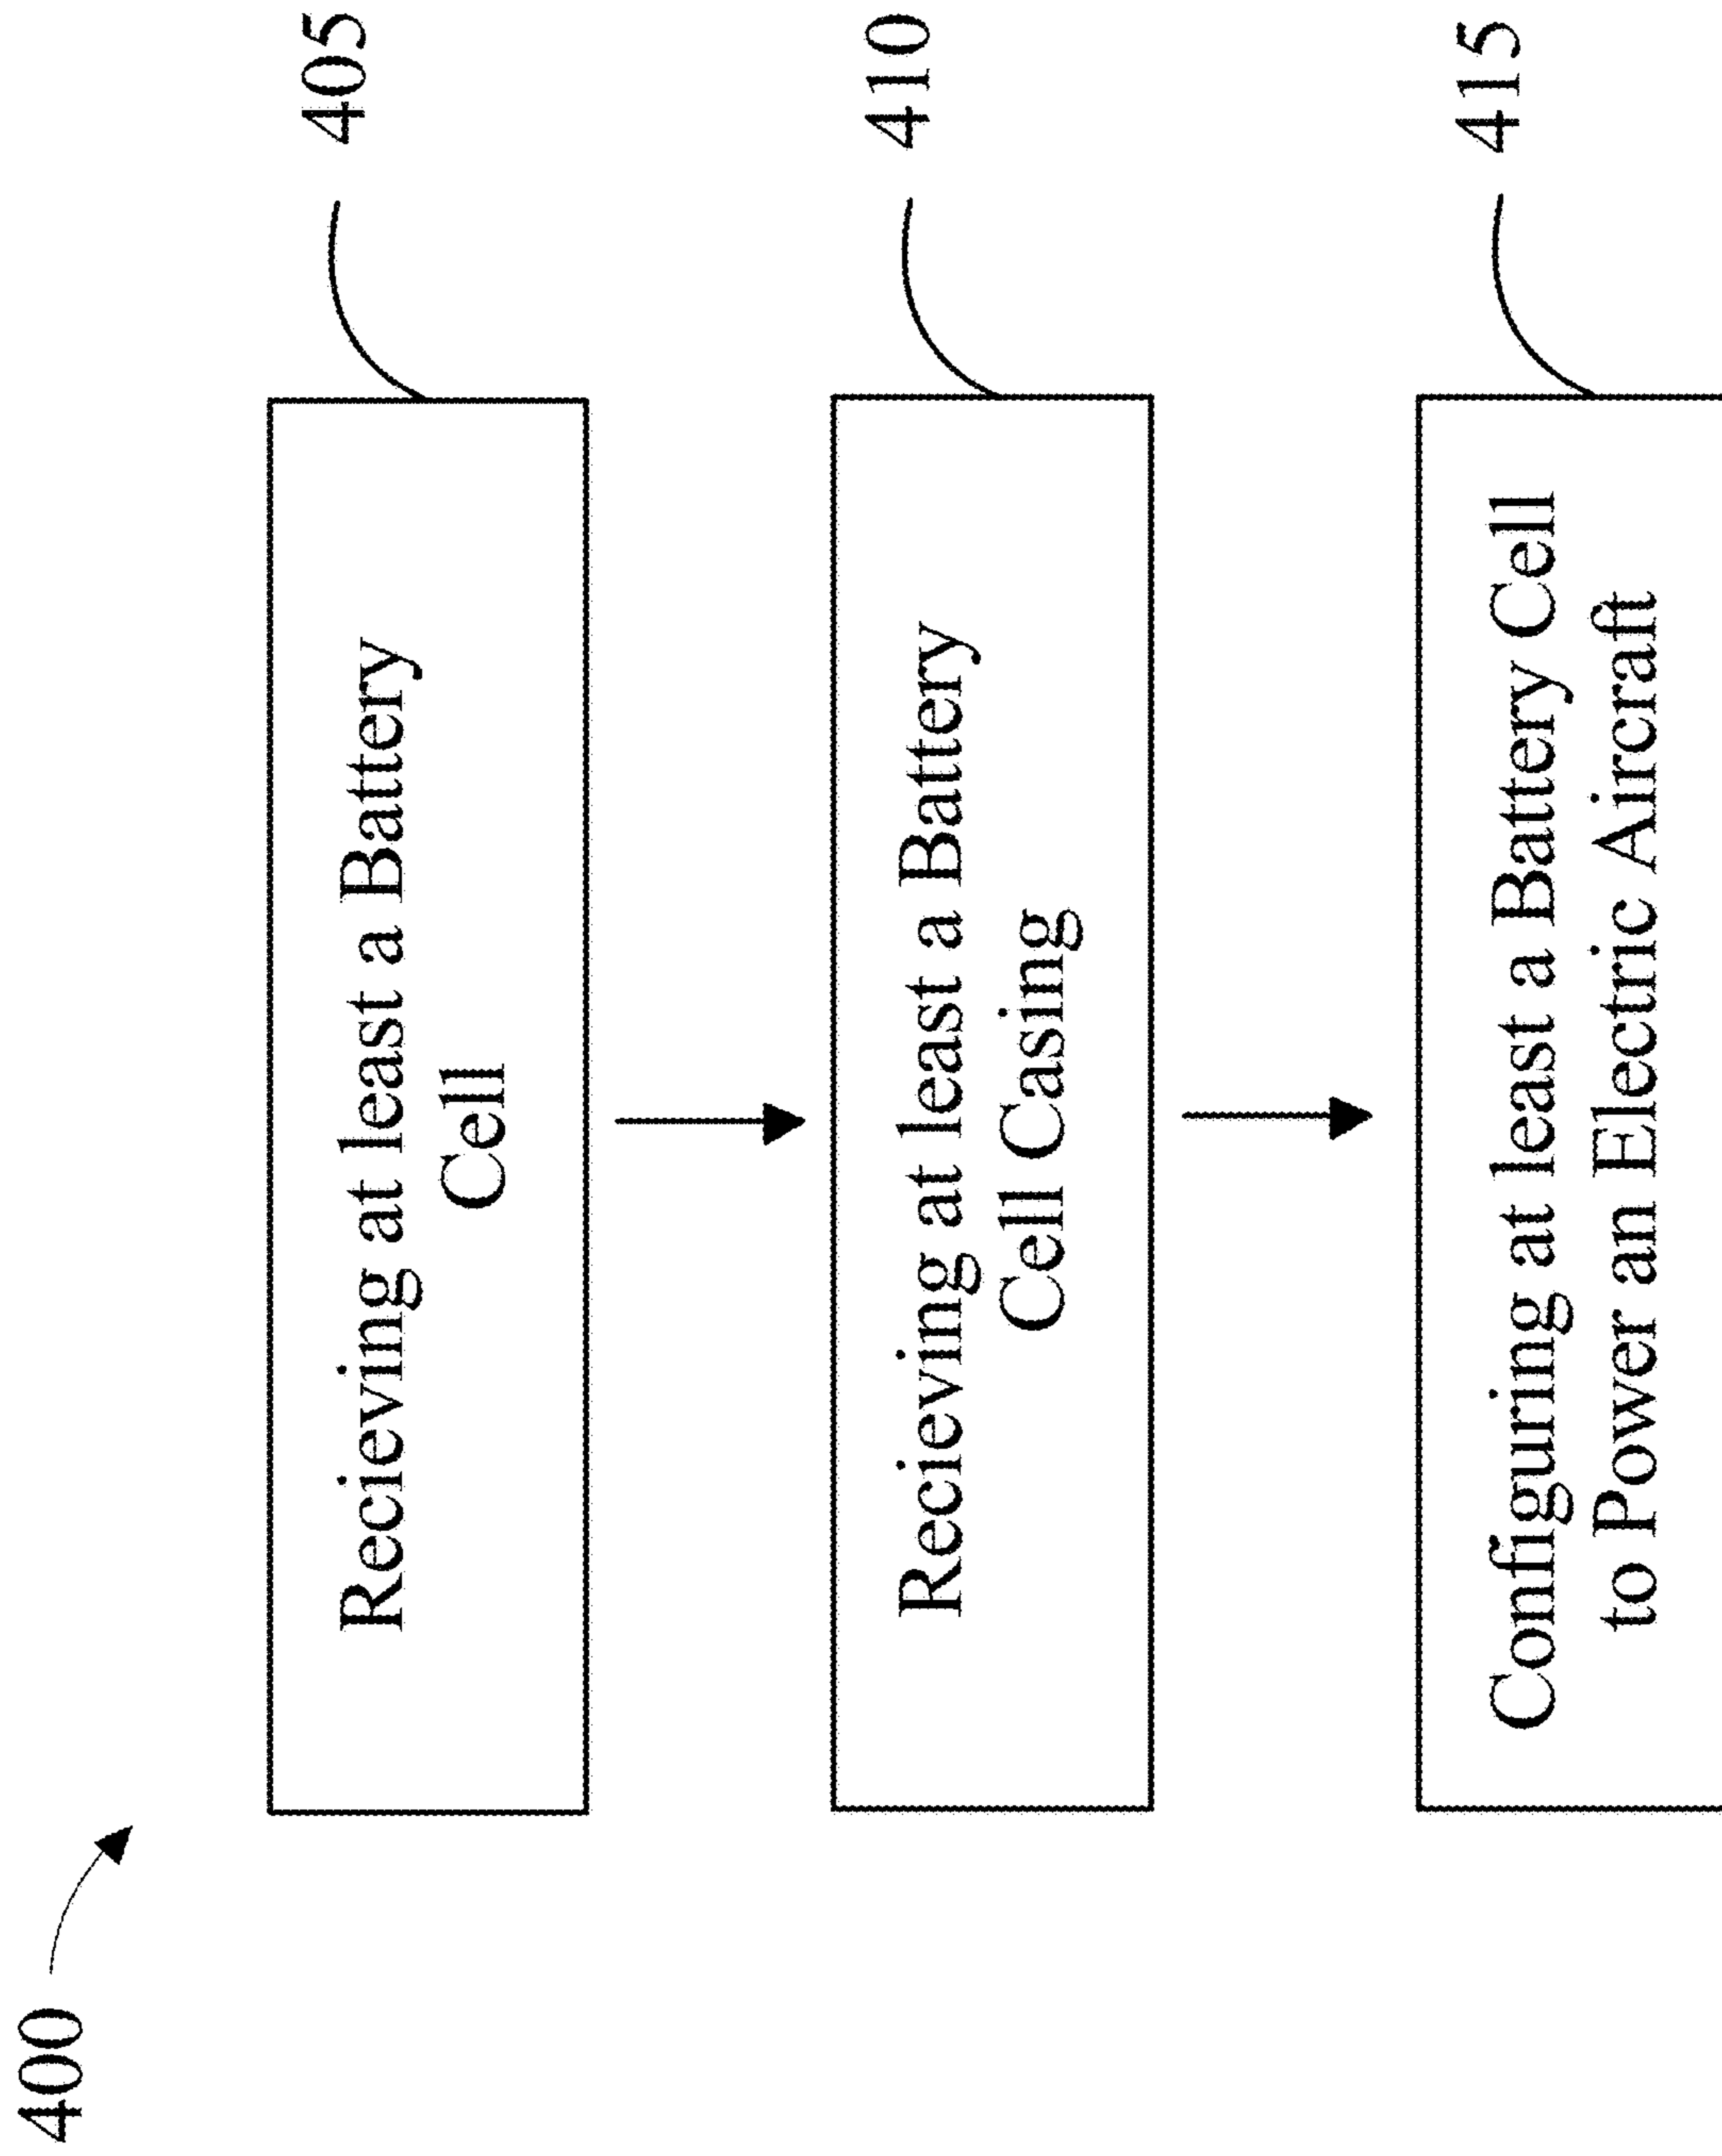 400
Recieving at least a Battery
Cell
405
Recieving at least a Battery
Cell Casing
410
Configuring at least a Battery Cell
to Power an Electric Aircraft
415